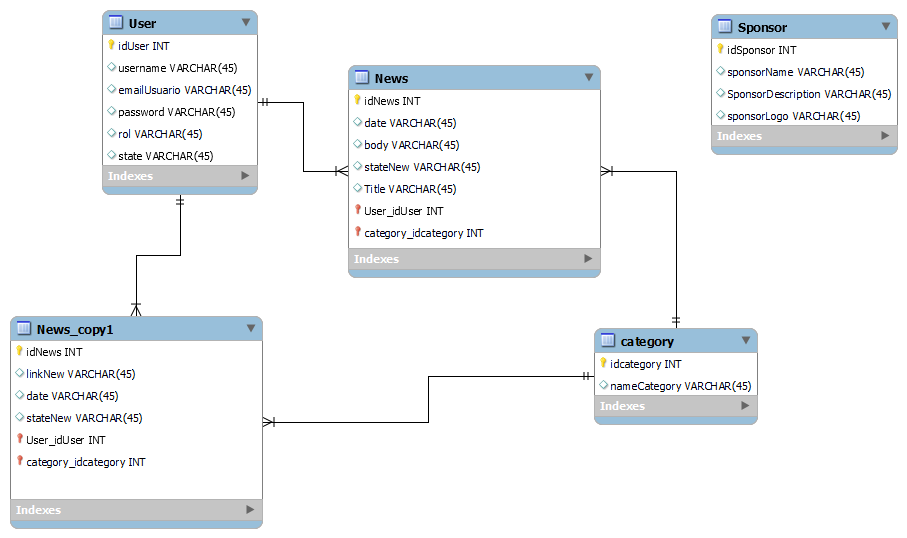 User
idUser INT
username VARCHAR(45)
emailUsuario VARCHAR(45)
password VARCHAR(45)
rol VARCHAR(45)
state VARCHAR(45)
Indexes
News
idNews INT
date VARCHAR(45)
body VARCHAR(45)
stateNew VARCHAR(45)
Title VARCHAR(45)
User_idUser INT
category_idcategory INT
Indexes
Sponsor
idSponsor INT
sponsorName VARCHAR(45)
SponsorDescription VARCHAR(45)
sponsorLogo VARCHAR(45)
Indexes
News_copy1
idNews INT
linkNew VARCHAR(45)
date VARCHAR(45)
stateNew VARCHAR(45)
User_idUser INT
category_idcategory INT
Indexes
category
idcategory INT
nameCategory VARCHAR(45)
Indexes